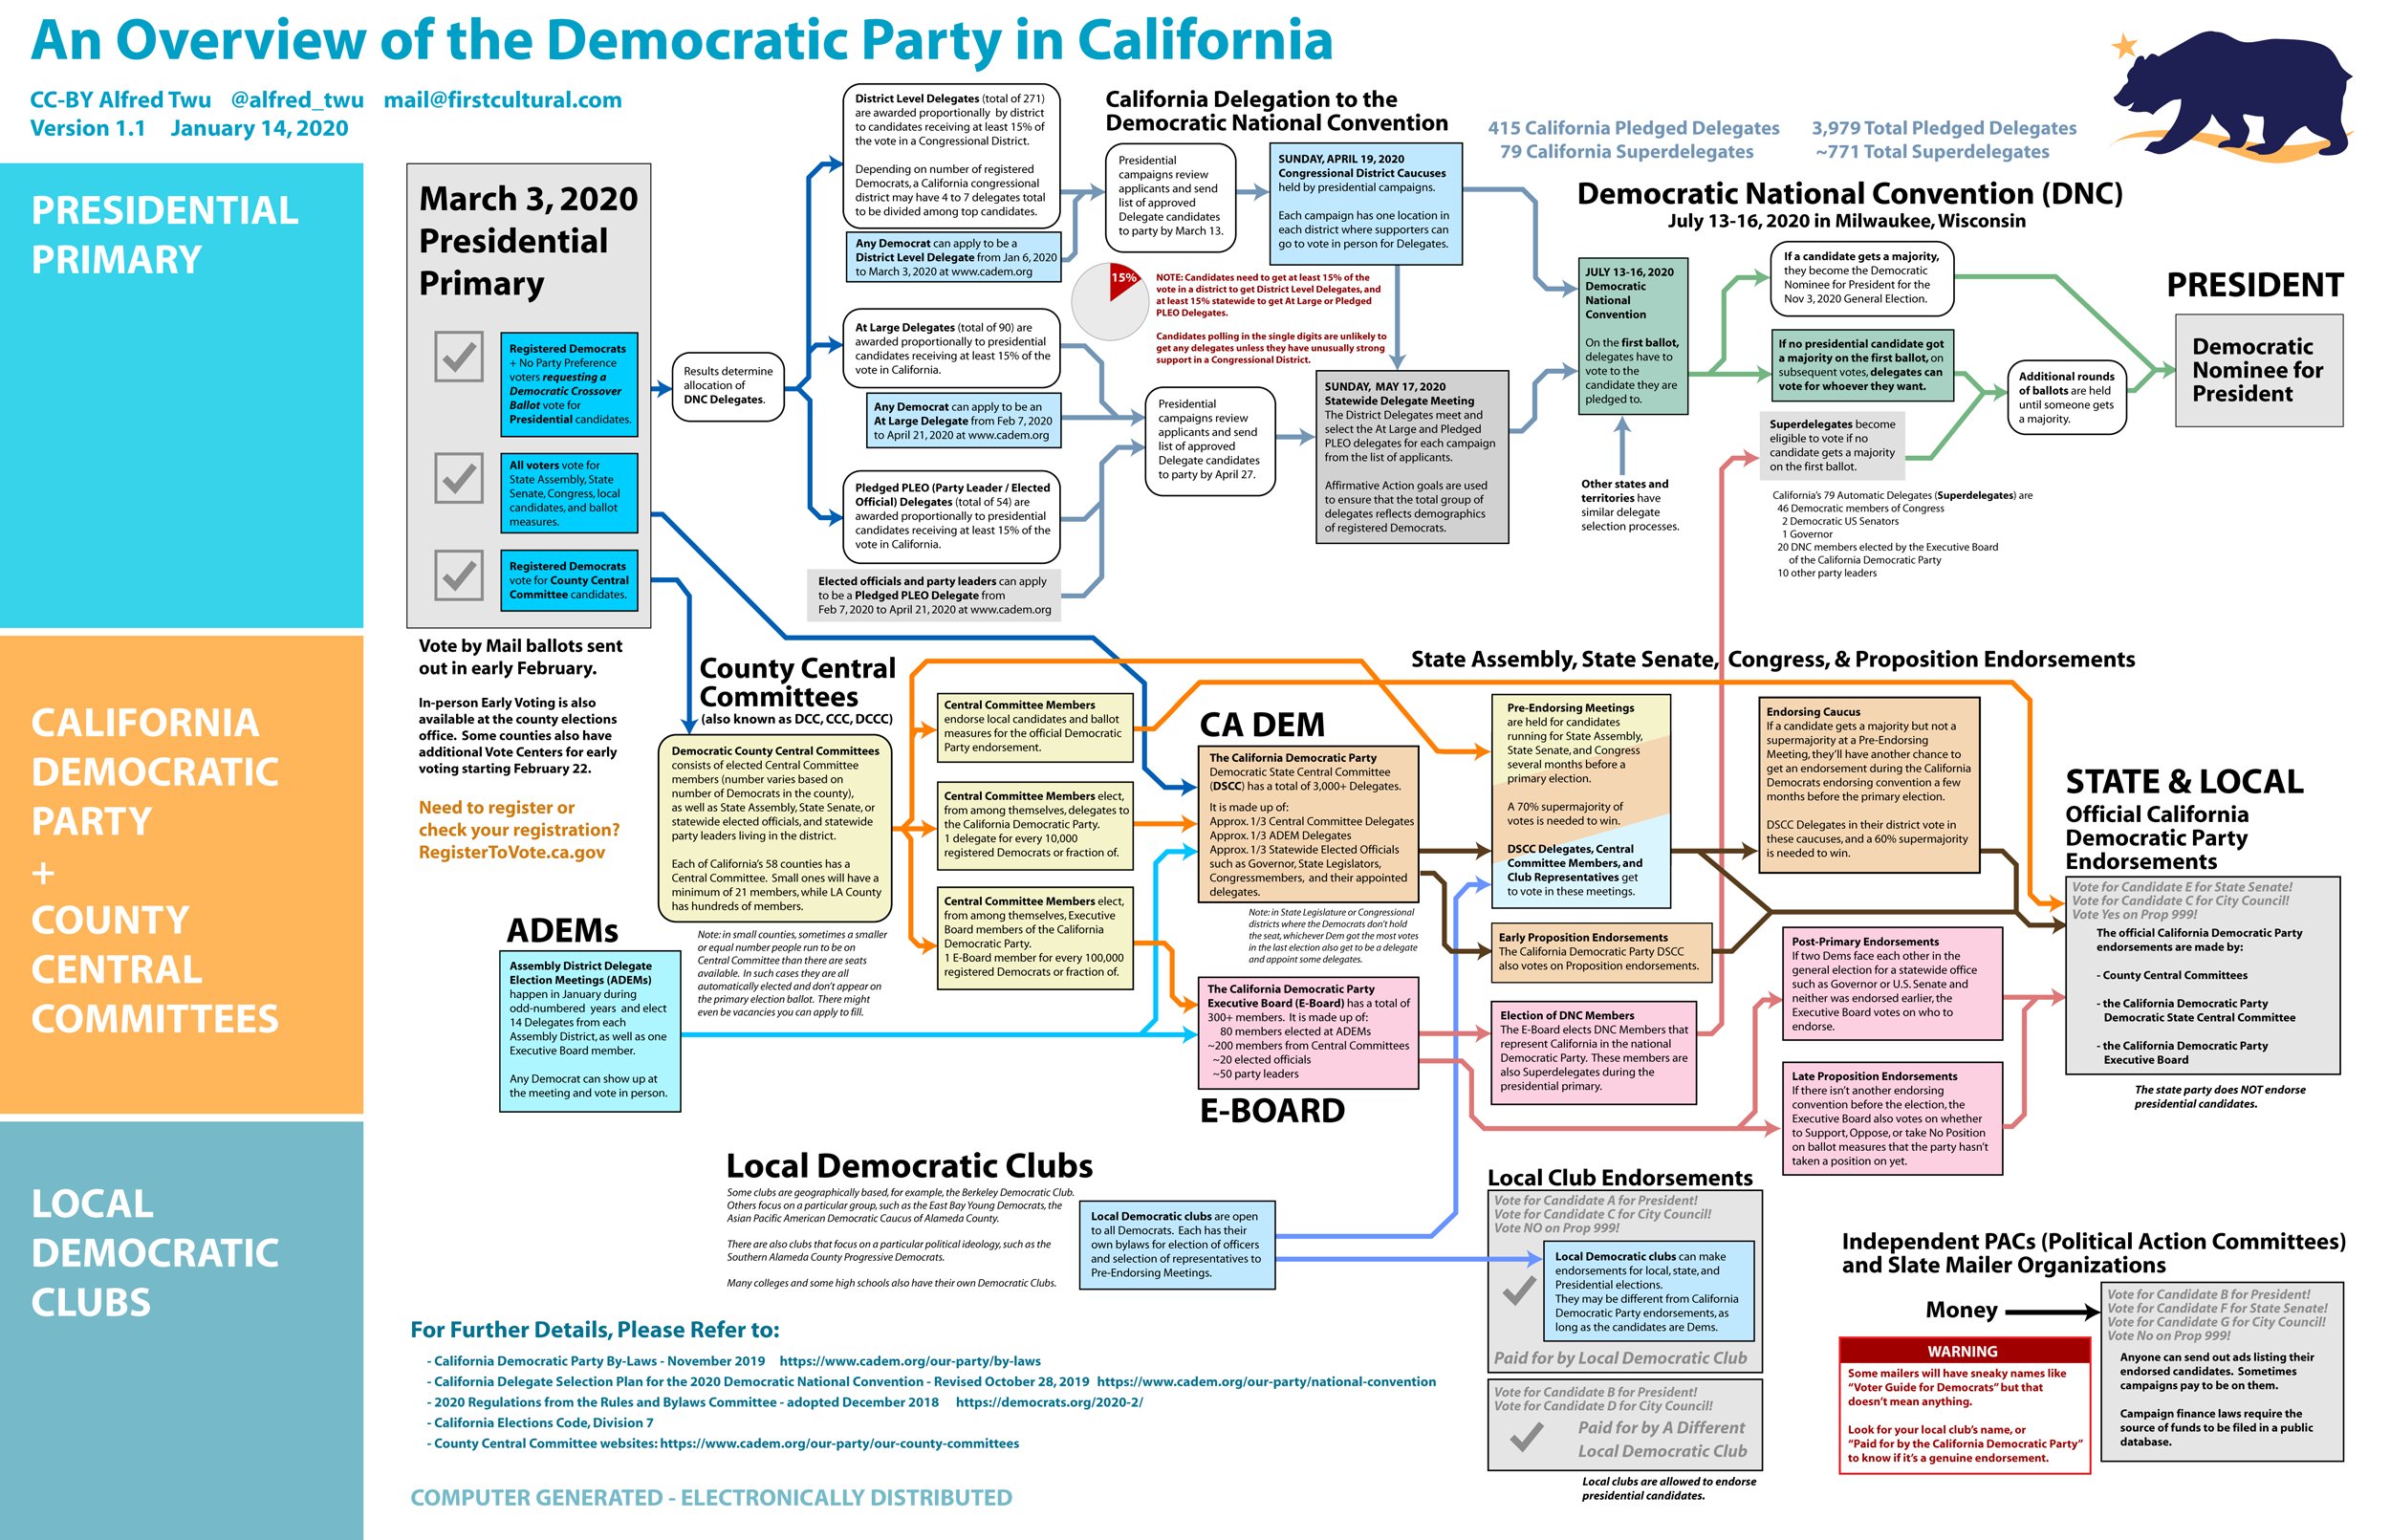 An Overview of the Democratic Party in California
CC-BY Alfred Twu @alfred_twu mail@firstcultural.com
Version 1.1 January 14, 2020
PRESIDENTIAL
PRIMARY
March 3, 2020
Presidential
Primary
Registered Democrats
+ No Party Preference
voters requesting a
Democratic Crossover
Ballot vote for
Presidential candidates.
All voters vote for
State Assembly, State
Senate, Congress, local
candidates, and ballot
measures.
Registered Democrats
vote for County Central
Committee candidates.
Vote by Mail ballots sent
out in early February.
In-person Early Voting is also
available at the county elections
office. Some counties also have
additional Vote Centers for early
voting starting February 22.
Need to register or
check your registration?
RegisterToVote.ca.gov
Results determine
allocation of
DNC Delegates.
District Level Delegates (total of 271)
are awarded proportionally by district
to candidates receiving at least 15% of
the vote in a Congressional District.
Depending on number of registered
Democrats, a California congressional
district may have 4 to 7 delegates total
to be divided among top candidates.
Any Democrat can apply to be a
District Level Delegate from Jan 6, 2020
to March 3, 2020 at www.cadem.org
At Large Delegates (total of 90) are
awarded proportionally to presidential
candidates receiving at least 15% of the
vote in California.
Any Democrat can apply to be an
At Large Delegate from Feb 7, 2020
to April 21, 2020 at www.cadem.org
Pledged PLEO (Party Leader / Elected
Official) Delegates (total of 54) are
awarded proportionally to presidential
candidates receiving at least 15% of the
vote in California.
Elected officials and party leaders can apply
to be a Pledged PLEO Delegate from
Feb 7, 2020 to April 21, 2020 at www.cadem.org
California Delegation to the
Democratic National Convention
Presidential
campaigns review
applicants and send
list of approved
Delegate candidates
to party by March 13.
SUNDAY, APRIL 19, 2020
Congressional District Caucuses
held by presidential campaigns.
Each campaign has one location in
each district where supporters can
go to vote in person for Delegates.
15%
NOTE: Candidates need to get at least 15% of the
vote in a district to get District Level Delegates, and
at least 15% statewide to get At Large or Pledged
PLEO Delegates.
Candidates polling in the single digits are unlikely to
get any delegates unless they have unusually strong
support in a Congressional District.
Presidential
campaigns review
applicants and send
list of approved
Delegate candidates
to party by April 27.
SUNDAY, MAY 17, 2020
Statewide Delegate Meeting
The District Delegates meet and
select the At Large and Pledged
PLEO delegates for each campaign
from the list of applicants.
Affirmative Action goals are used
to ensure that the total group of
delegates reflects demographics
of registered Democrats.
415 California Pledged Delegates
79 California Superdelegates
3,979 Total Pledged Delegates
~771 Total Superdelegates
Democratic National Convention (DNC)
July 13-16, 2020 in Milwaukee, Wisconsin
JULY 13-16, 2020
Democratic
National
Convention
On the first ballot,
delegates have to
vote to the
candidate they are
pledged to.
Other states and
territories have
similar delegate
selection processes.
If a candidate gets a majority,
they become the Democratic
Nominee for President for the
Nov 3, 2020 General Election.
If no presidential candidate got
a majority on the first ballot, on
subsequent votes, delegates can
vote for whoever they want.
Superdelegates become
eligible to vote if no
candidate gets a majority
on the first ballot.
California's 79 Automatic Delegates (Superdelegates) are
46 Democratic members of Congress
2 Democratic US Senators
1 Governor
20 DNC members elected by the Executive Board
of the California Democratic Party
10 other party leaders
Additional rounds
of ballots are held
until someone gets
a majority.
PRESIDENT
Democratic
Nominee for
President
CALIFORNIA
DEMOCRATIC
PARTY
+
COUNTY
CENTRAL
COMMITTEES
County Central
Committees
(also known as DCC, CCC, DCCC)
Democratic County Central Committees
consists of elected Central Committee
members (number varies based on
number of Democrats in the county),
as well as State Assembly, State Senate, or
statewide elected officials, and statewide
party leaders living in the district.
Each of California's 58 counties has a
Central Committee. Small ones will have a
minimum of 21 members, while LA County
has hundreds of members.
Note: in small counties, sometimes a smaller
or equal number people run to be on
Central Committee than there are seats
available. In such cases they are all
automatically elected and don't appear on
the primary election ballot. There might
even be vacancies you can apply to fill.
ADEMs
Assembly District Delegate
Election Meetings (ADEMs)
happen in January during
odd-numbered years and elect
14 Delegates from each
Assembly District, as well as one
Executive Board member.
Any Democrat can show up at
the meeting and vote in person.
Central Committee Members
endorse local candidates and ballot
measures for the official Democratic
Party endorsement.
Central Committee Members elect,
from among themselves, delegates to
the California Democratic Party.
1 delegate for every 10,000
registered Democrats or fraction of.
Central Committee Members elect,
from among themselves, Executive
Board members of the California
Democratic Party.
1 E-Board member for every 100,000
registered Democrats or fraction of.
CA DEM
The California Democratic Party
Democratic State Central Committee
(DSCC) has a total of 3,000+ Delegates.
It is made up of:
Approx. 1/3 Central Committee Delegates
Approx. 1/3 ADEM Delegates
Approx. 1/3 Statewide Elected Officials
such as Governor, State Legislators,
Congressmembers, and their appointed
delegates.
Note: in State Legislature or Congressional
districts where the Democrats don't hold
the seat, whichever Dem got the most votes
in the last election also get to be a delegate
and appoint some delegates.
The California Democratic Party
Executive Board (E-Board) has a total of
300+ members. It is made up of:
80 members elected at ADEMs
~200 members from Central Committees
~20 elected officials
~50 party leaders
E-BOARD
State Assembly, State Senate, Congress, & Proposition Endorsements
Pre-Endorsing Meetings
are held for candidates
running for State Assembly,
State Senate, and Congress
several months before a
primary election.
A 70% supermajority of
votes is needed to win.
DSCC Delegates, Central
Committee Members, and
Club Representatives get
to vote in these meetings.
Early Proposition Endorsements
The California Democratic Party DSCC
also votes on Proposition endorsements.
Election of DNC Members
The E-Board elects DNC Members that
represent California in the national
Democratic Party. These members are
also Superdelegates during the
presidential primary.
Endorsing Caucus
If a candidate gets a majority but not a
supermajority at a Pre-Endorsing
Meeting, they'll have another chance to
get an endorsement during the California
Democrats endorsing convention a few
months before the primary election.
DSCC Delegates in their district vote in
these caucuses, and a 60% supermajority
is needed to win.
Post-Primary Endorsements
If two Dems face each other in the
general election for a statewide office
such as Governor or U.S. Senate and
neither was endorsed earlier, the
Executive Board votes on who to
endorse.
Late Proposition Endorsements
If there isn't another endorsing
convention before the election, the
Executive Board also votes on whether
to Support, Oppose, or take No Position
on ballot measures that the party hasn't
taken a position on yet.
STATE & LOCAL
Official California
Democratic Party
Endorsements
Vote for Candidate E for State Senate!
Vote for Candidate C for City Council!
Vote Yes on Prop 999!
The official California Democratic Party
endorsements are made by:
- County Central Committees
- the California Democratic Party
Democratic State Central Committee
- the California Democratic Party
Executive Board
The state party does NOT endorse
presidential candidates.
LOCAL
DEMOCRATIC
CLUBS
Local Democratic Clubs
Some clubs are geographically based, for example, the Berkeley Democratic Club.
Others focus on a particular group, such as the East Bay Young Democrats, the
Asian Pacific American Democratic Caucus of Alameda County.
There are also clubs that focus on a particular political ideology, such as the
Southern Alameda County Progressive Democrats.
Many colleges and some high schools also have their own Democratic Clubs.
Local Democratic clubs are open
to all Democrats. Each has their
own bylaws for election of officers
and selection of representatives to
Pre-Endorsing Meetings.
Local Club Endorsements
Vote for Candidate A for President!
Vote for Candidate C for City Council!
Vote NO on Prop 999!
Local Democratic clubs can make
endorsements for local, state, and
Presidential elections.
They may be different from California
Democratic Party endorsements, as
long as the candidates are Dems.
Paid for by Local Democratic Club
Vote for Candidate B for President!
Vote for Candidate D for City Council!
Paid for by A Different
Local Democratic Club
Local clubs are allowed to endorse
presidential candidates.
Independent PACs (Political Action Committees)
and Slate Mailer Organizations
Money
Vote for Candidate B for President!
Vote for Candidate F for State Senate!
Vote for Candidate G for City Council!
Vote No on Prop 999!
Anyone can send out ads listing their
endorsed candidates. Sometimes
campaigns pay to be on them.
Campaign finance laws require the
source of funds to be filed in a public
database.
WARNING
Some mailers will have sneaky names like
"Voter Guide for Democrats" but that
doesn't mean anything.
Look for your local club's name, or
"Paid for by the California Democratic Party"
to know if it's a genuine endorsement.
For Further Details, Please Refer to:
- California Democratic Party By-Laws - November 2019 https://www.cadem.org/our-party/by-laws
- California Delegate Selection Plan for the 2020 Democratic National Convention - Revised October 28, 2019 https://www.cadem.org/our-party/national-convention
- 2020 Regulations from the Rules and Bylaws Committee - adopted December 2018 https://democrats.org/2020-2/
- California Elections Code, Division 7
- County Central Committee websites: https://www.cadem.org/our-party/our-county-committees
COMPUTER GENERATED - ELECTRONICALLY DISTRIBUTED